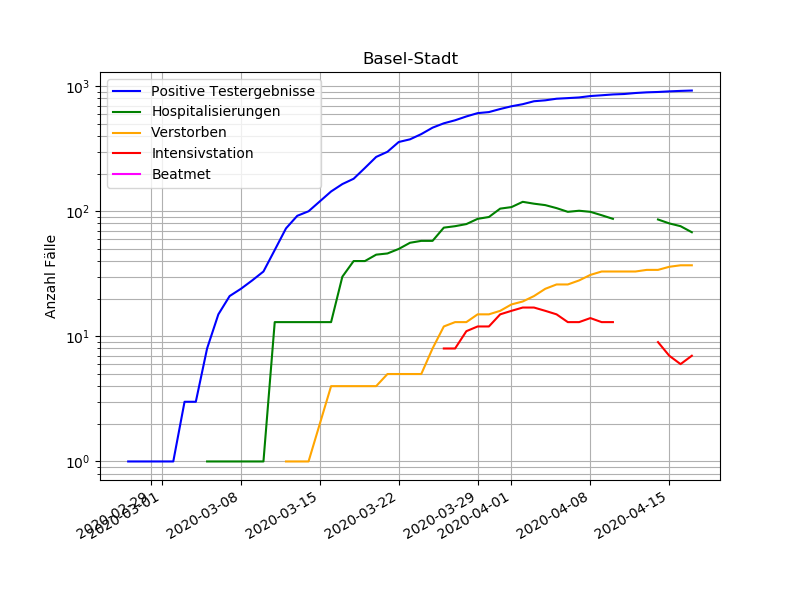 Basel-Stadt
Positive Testergebnisse
Hospitalisierungen
Verstorben
Intensivstation
Beatmet
Anzahl Fälle
10³
10²
10¹
10⁰
2020-02-29
2020-03-01
2020-03-08
2020-03-15
2020-03-22
2020-03-29
2020-04-01
2020-04-08
2020-04-15